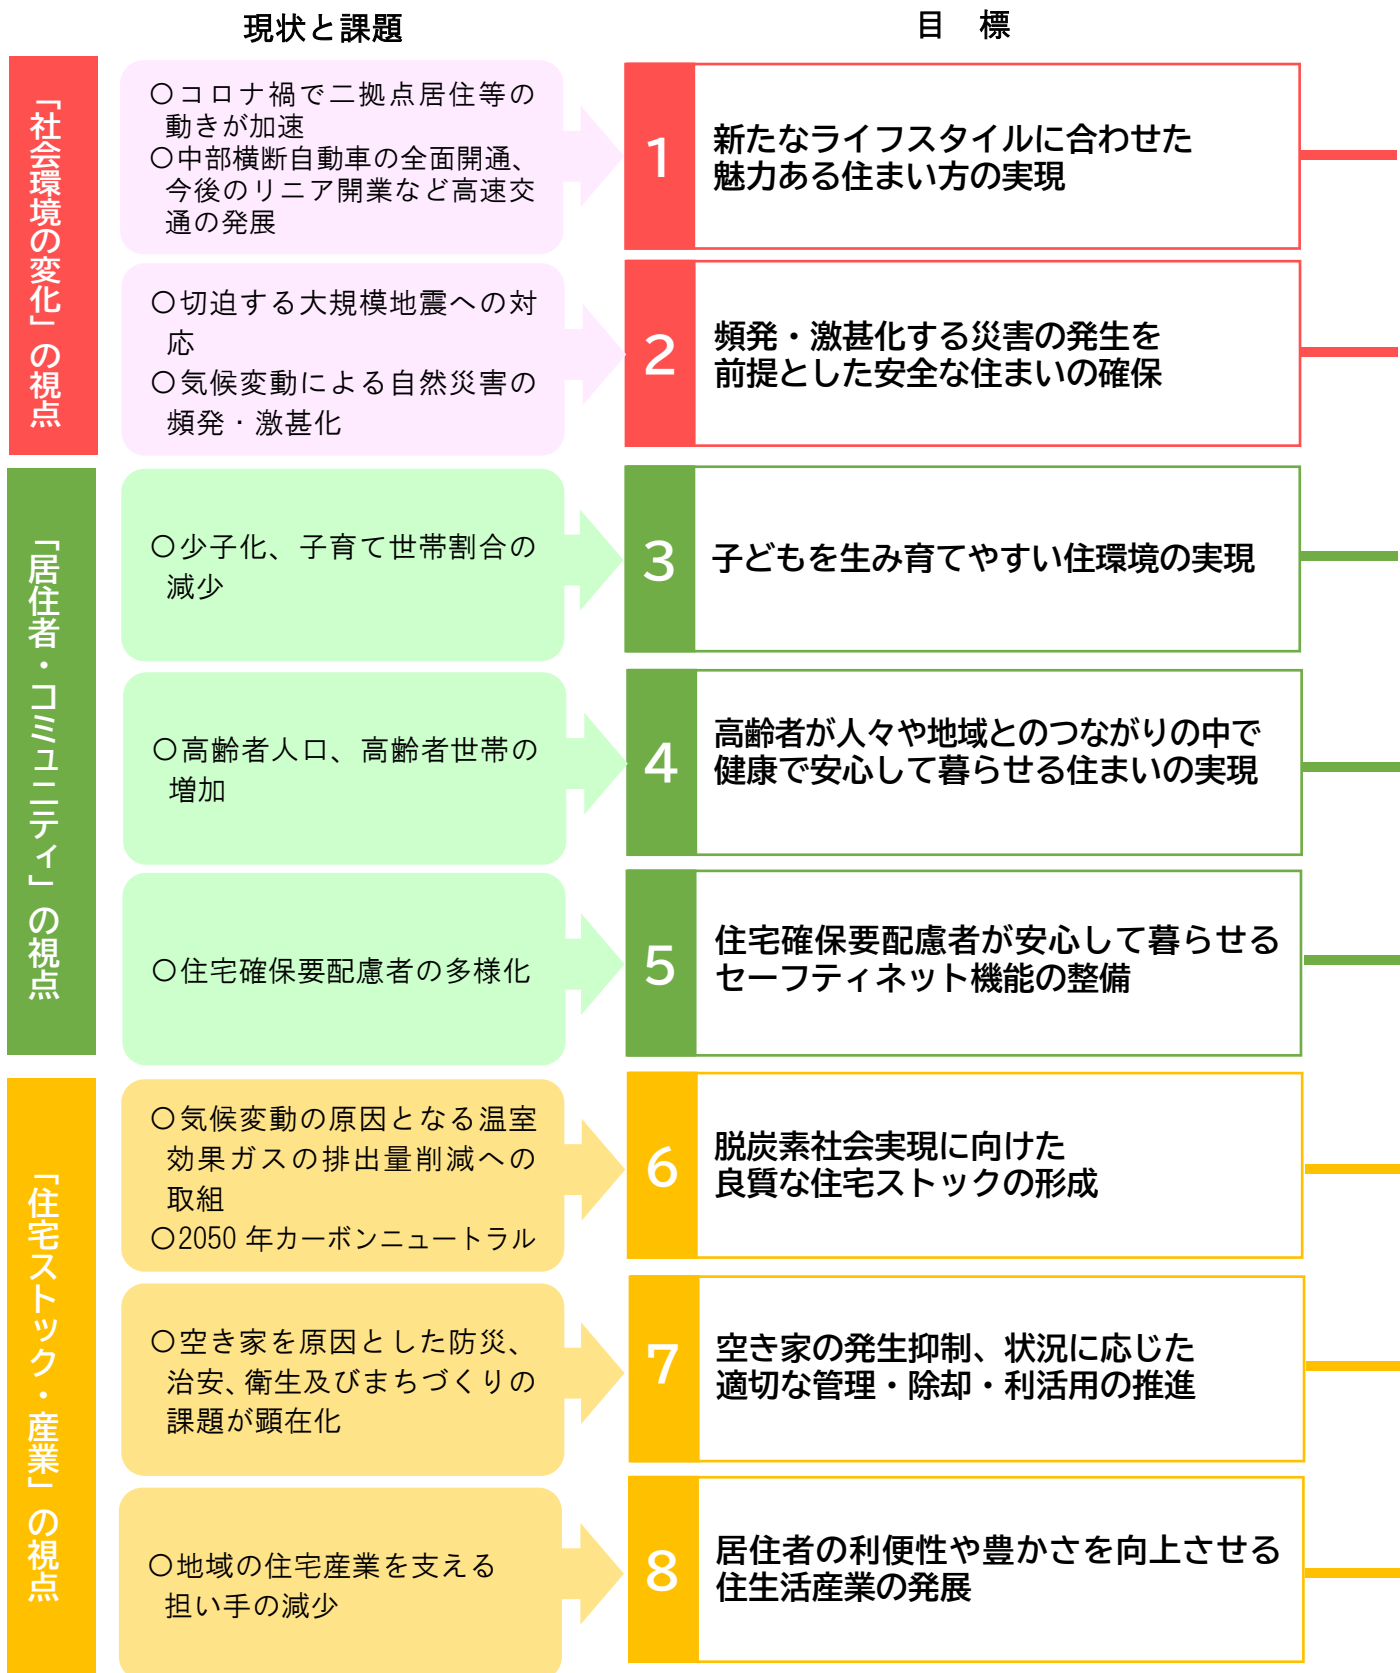 現状と課題
目　標
「社会環境の変化」の視点
〇コロナ禍で二拠点居住等の
動きが加速
〇中部横断自動車の全面開通、
今後のリニア開業など高速交
通の発展
1
新たなライフスタイルに合わせた
魅力ある住まい方の実現
〇切迫する大規模地震への対
応
〇気候変動による自然災害の
頻発・激甚化
2
頻発・激甚化する災害の発生を
前提とした安全な住まいの確保
「居住者・コミュニティ」の視点
〇少子化、子育て世帯割合の
減少
3
子どもを生み育てやすい住環境の実現
〇高齢者人口、高齢者世帯の
増加
4
高齢者が人々や地域とのつながりの中で
健康で安心して暮らせる住まいの実現
〇住宅確保要配慮者の多様化
5
住宅確保要配慮者が安心して暮らせる
セーフティネット機能の整備
「住宅ストック・産業」の視点
〇気候変動の原因となる温室
効果ガスの排出量削減への
取組
〇2050 年カーボンニュートラル
6
脱炭素社会実現に向けた
良質な住宅ストックの形成
〇空き家を原因とした防災、
治安、衛生及びまちづくりの
課題が顕在化
7
空き家の発生抑制、状況に応じた
適切な管理・除却・利活用の推進
〇地域の住宅産業を支える
担い手の減少
8
居住者の利便性や豊かさを向上させる
住生活産業の発展